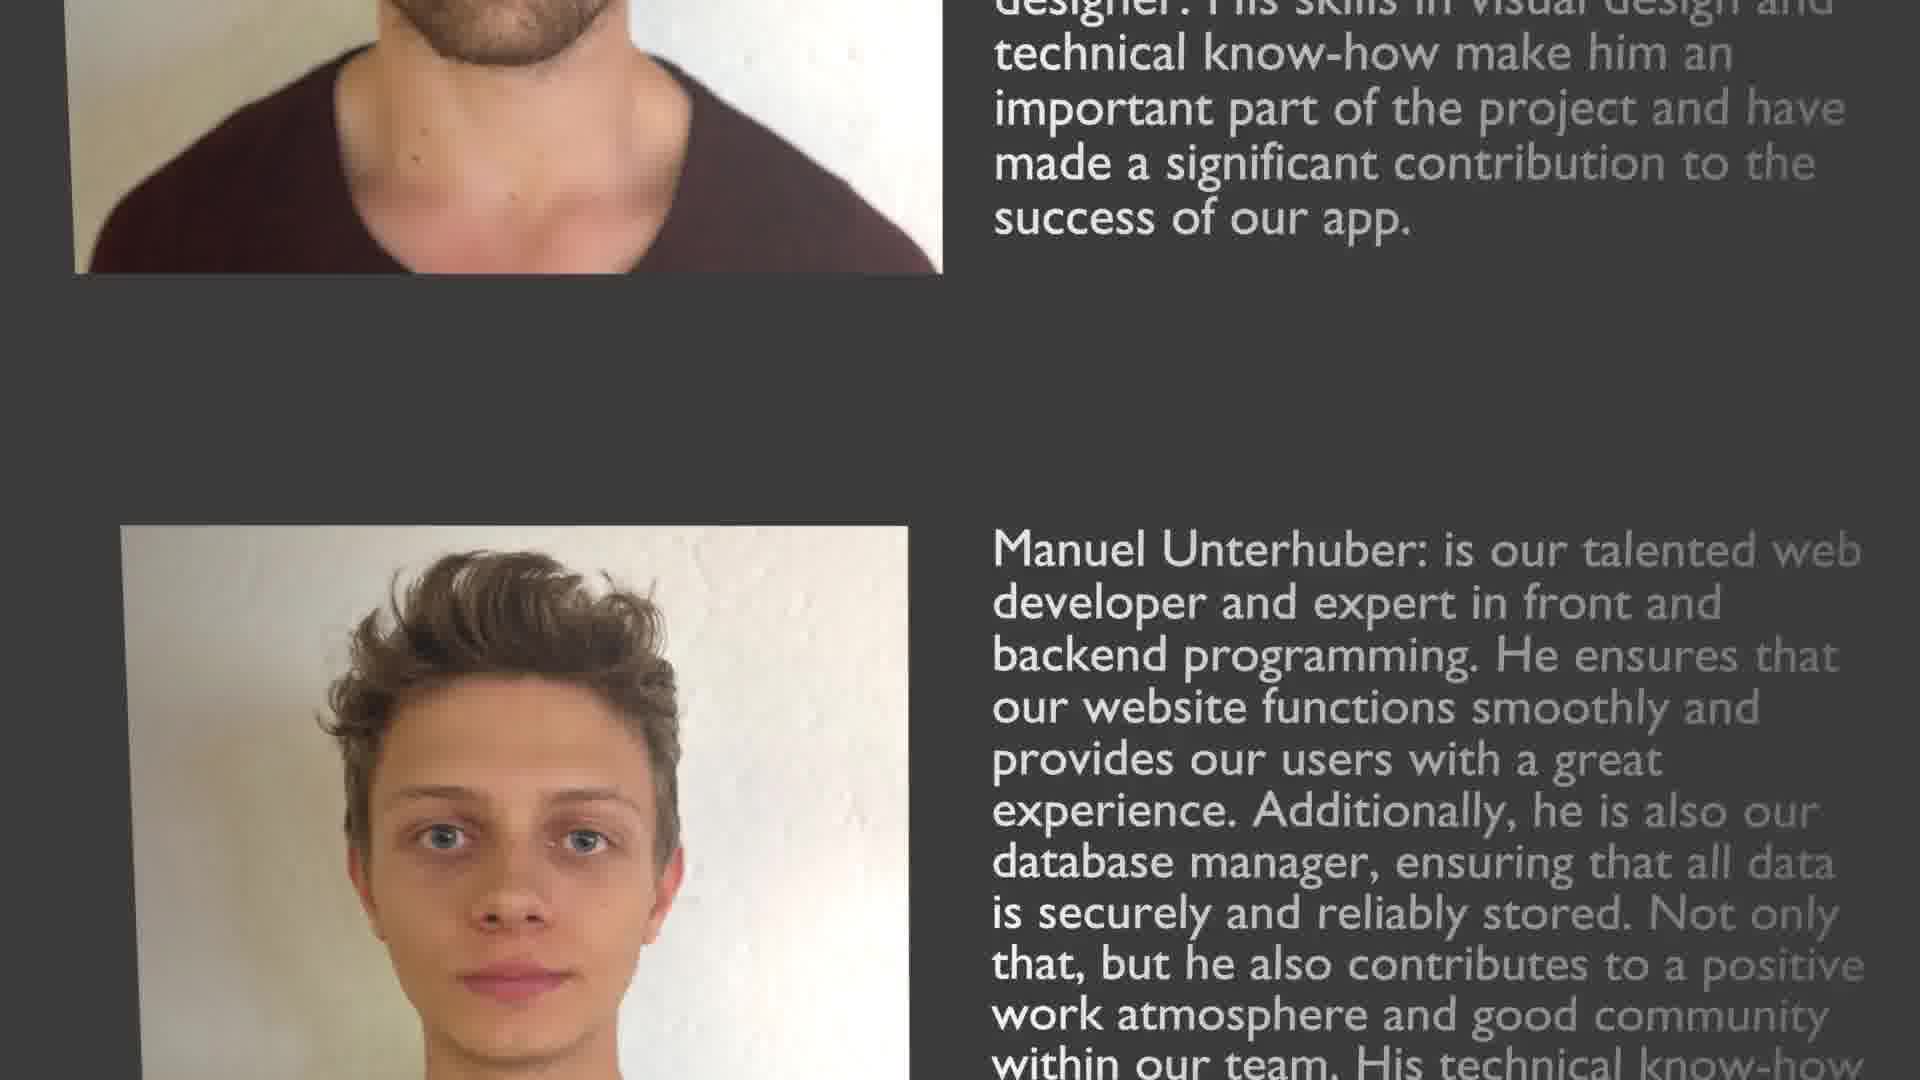 designer. His skills in visual design and
technical know-how make him an
important part of the project and have
made a significant contribution to the
success of our app.
Manuel Unterhuber: is our talented web
developer and expert in front and
backend programming. He ensures that
our website functions smoothly and
provides our users with a great
experience. Additionally, he is also our
database manager, ensuring that all data
is securely and reliably stored. Not only
that, but he also contributes to a positive
work atmosphere and good community
within our team. His technical know-how